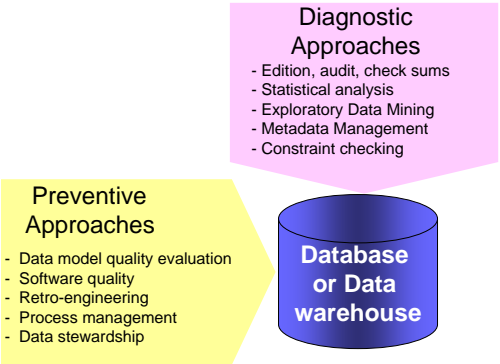 Diagnostic
Approaches
- Edition, audit, check sums
- Statistical analysis
- Exploratory Data Mining
- Metadata Management
- Constraint checking
Preventive
Approaches
- Data model quality evaluation
- Software quality
- Retro-engineering
- Process management
- Data stewardship
Database
or Data
warehouse